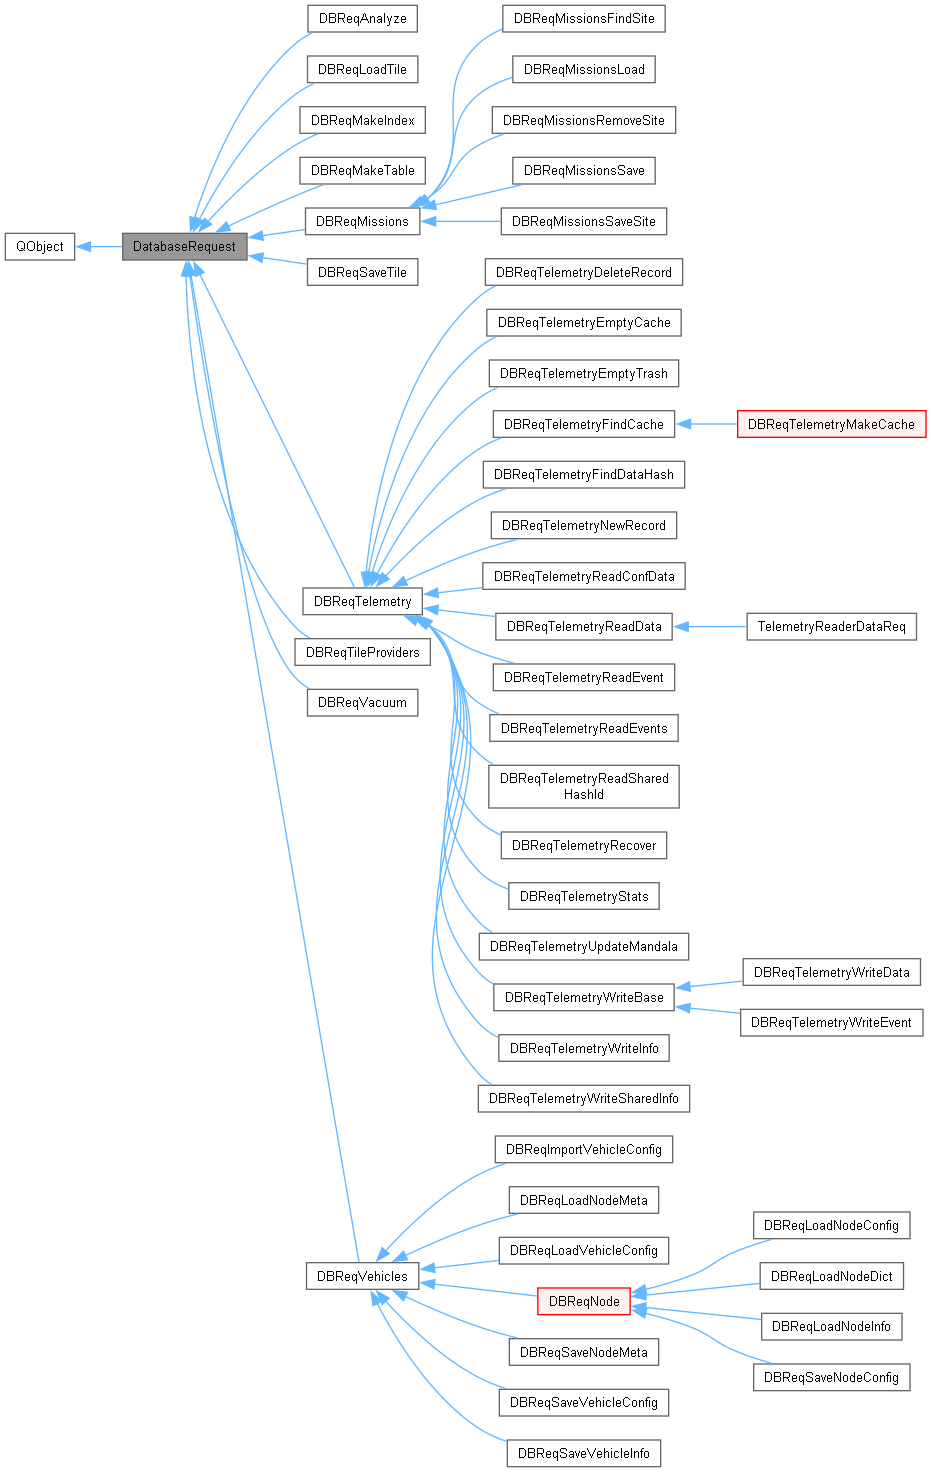 DBReqAnalyze
DBReqLoadTile
DBReqMakeIndex
DBReqMakeTable
DBReqMissionsFindSite
DBReqMissionsLoad
DBReqMissionsRemoveSite
DBReqMissionsSave
DBReqMissions
DBReqMissionsSaveSite
QObject
DatabaseRequest
DBReqSaveTile
DBReqTelemetryDeleteRecord
DBReqTelemetryEmptyCache
DBReqTelemetryEmptyTrash
DBReqTelemetryFindCache
DBReqTelemetryMakeCache
DBReqTelemetryFindDataHash
DBReqTelemetryNewRecord
DBReqTelemetryReadConfData
DBReqTelemetry
DBReqTelemetryReadData
TelemetryReaderDataReq
DBReqTileProviders
DBReqTelemetryReadEvent
DBReqVacuum
DBReqTelemetryReadEvents
DBReqTelemetryReadShared
HashId
DBReqTelemetryRecover
DBReqTelemetryStats
DBReqTelemetryUpdateMandala
DBReqTelemetryWriteBase
DBReqTelemetryWriteData
DBReqTelemetryWriteEvent
DBReqTelemetryWriteInfo
DBReqTelemetryWriteSharedInfo
DBReqImportVehicleConfig
DBReqLoadNodeMeta
DBReqLoadVehicleConfig
DBReqVehicles
DBReqNode
DBReqLoadNodeConfig
DBReqLoadNodeDict
DBReqLoadNodeInfo
DBReqSaveNodeConfig
DBReqSaveNodeMeta
DBReqSaveVehicleConfig
DBReqSaveVehicleInfo